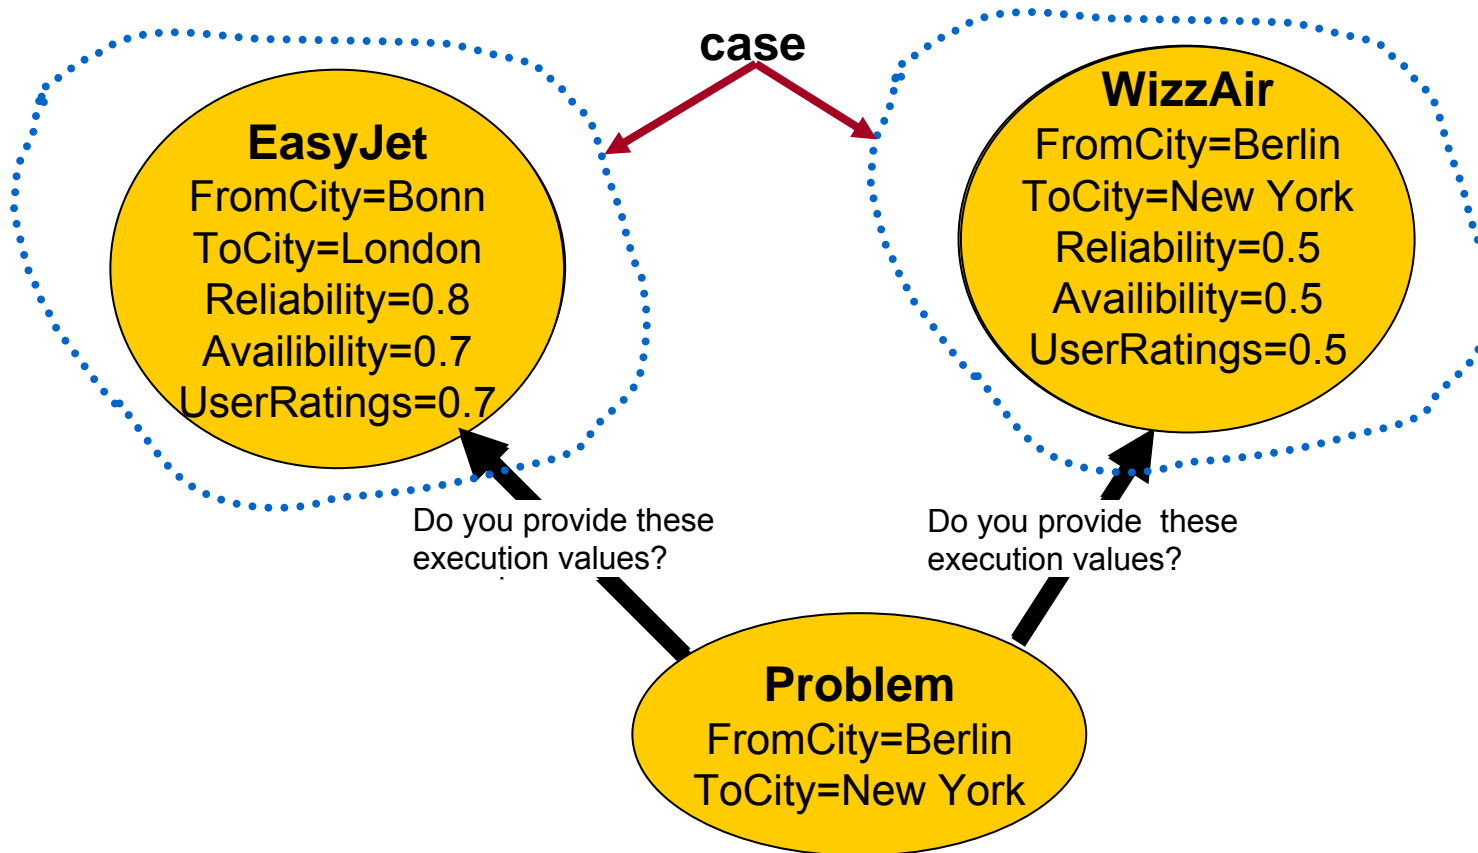 case
EasyJet
FromCity=Bonn
ToCity=London
Reliability=0.8
Availibility=0.7
UserRatings=0.7
WizzAir
FromCity=Berlin
ToCity=New York
Reliability=0.5
Availibility=0.5
UserRatings=0.5
Do you provide these
execution values?
Do you provide  these
execution values?
Problem
FromCity=Berlin
ToCity=New York